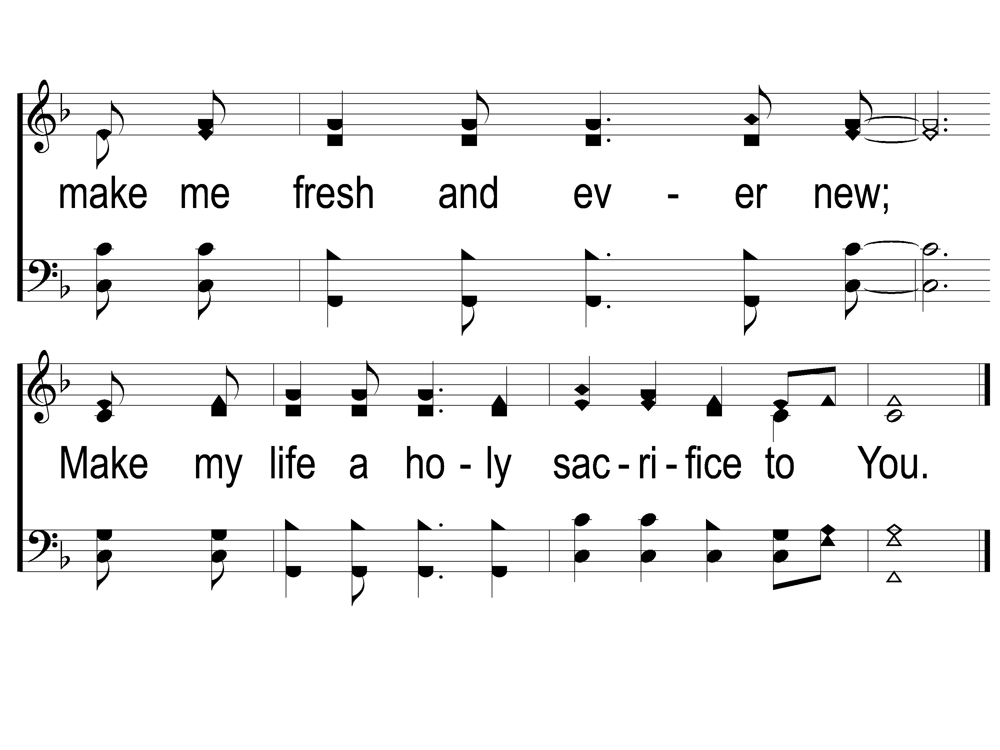 make me fresh and ev - er new;
Make my life a ho - ly sac - ri - fice to You.